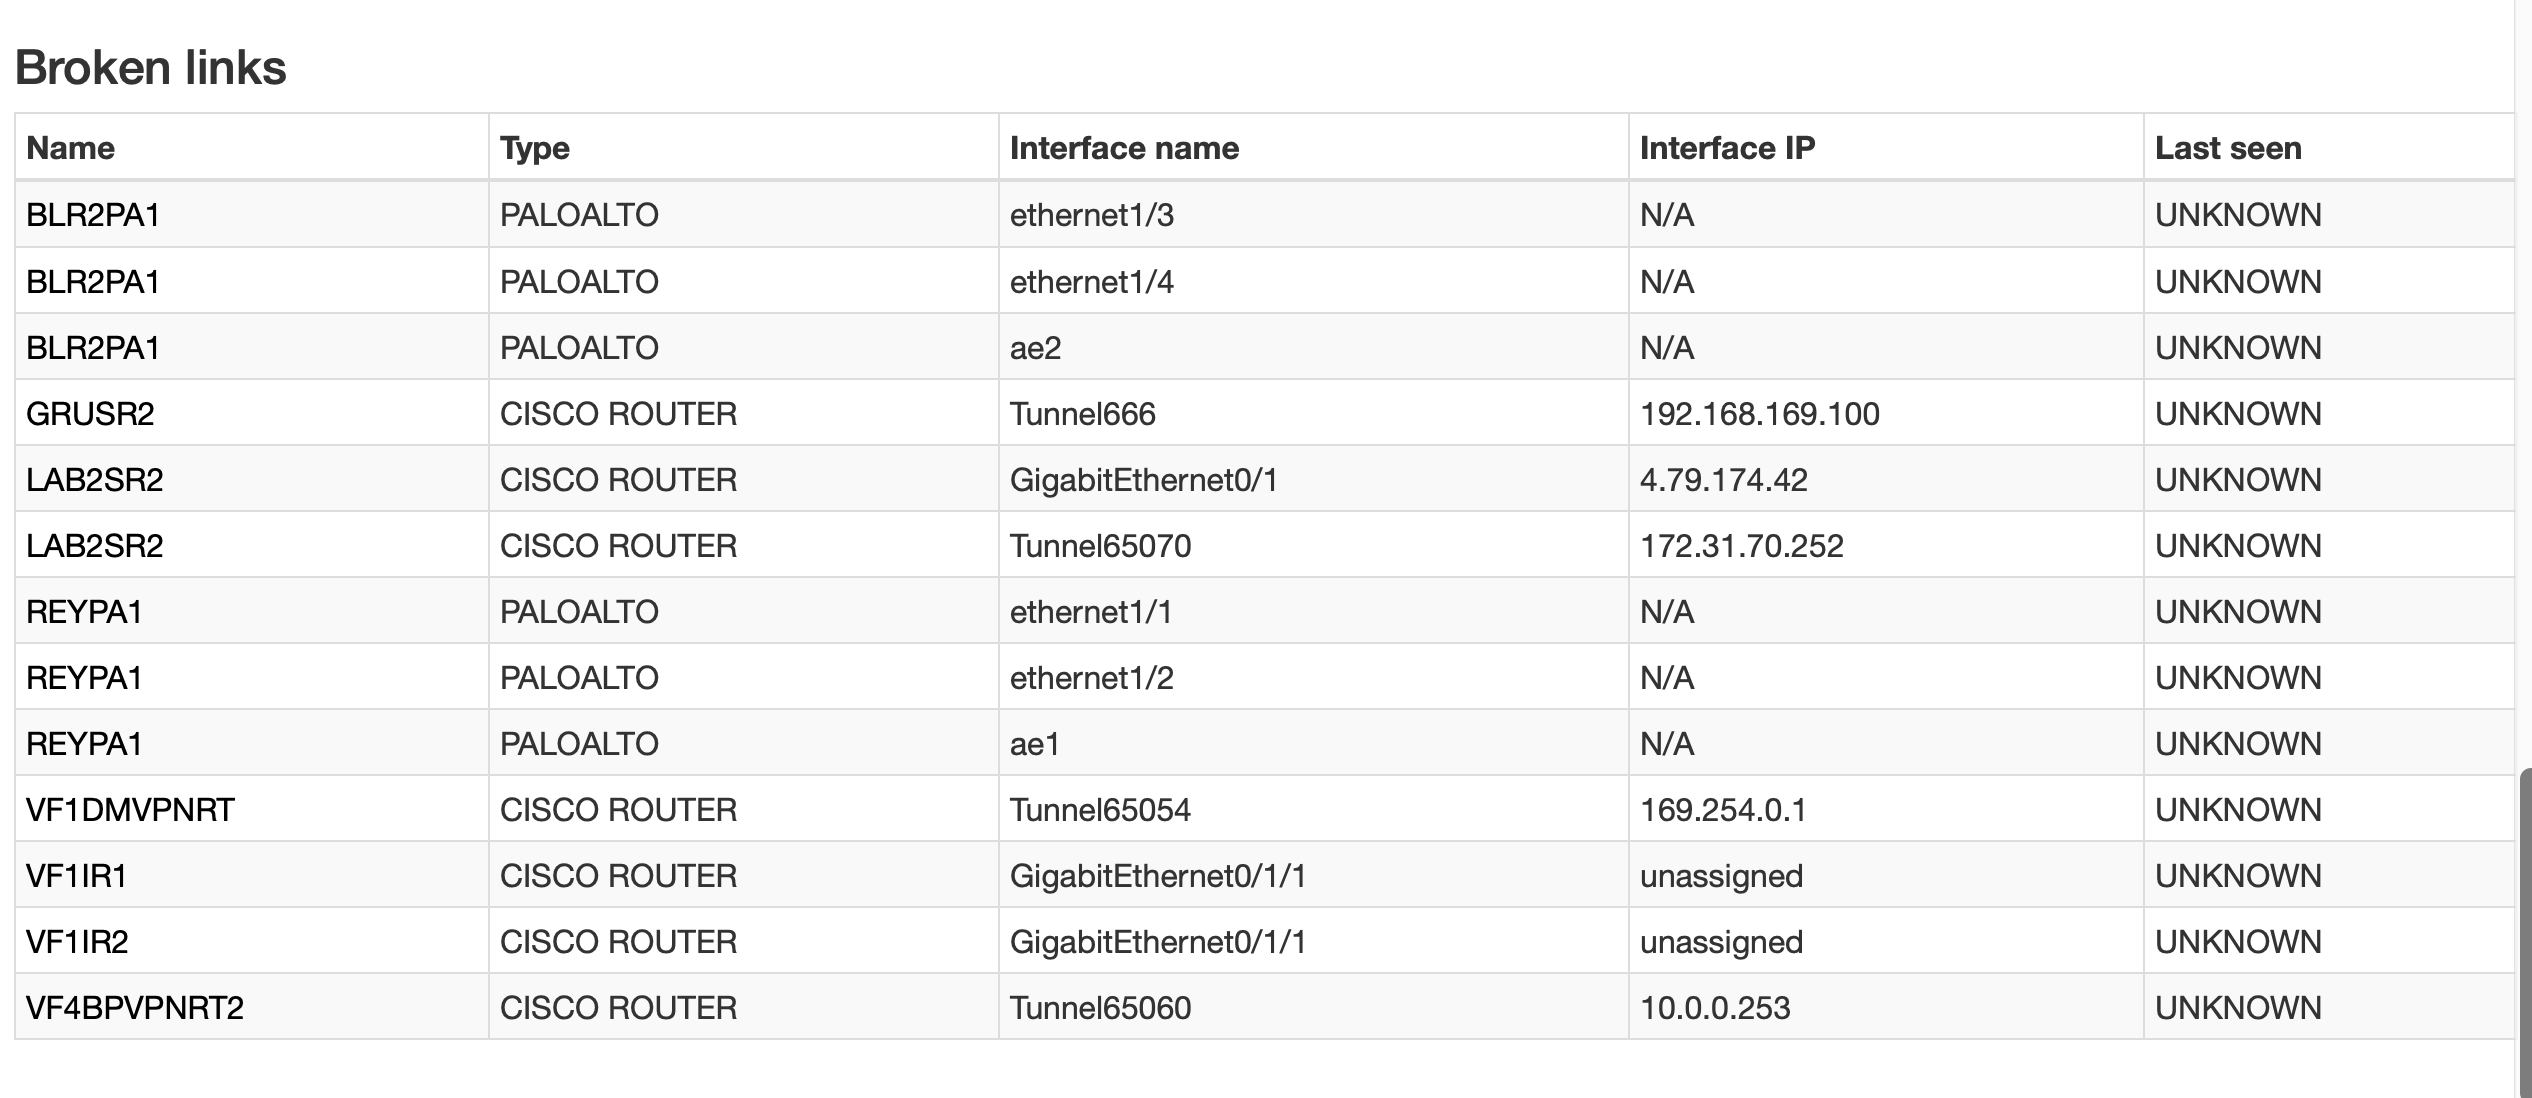 Broken links
Name Type Interface name Interface IP Last seen
BLR2PA1 PALOALTO ethernet1/3 N/A UNKNOWN
BLR2PA1 PALOALTO ethernet1/4 N/A UNKNOWN
BLR2PA1 PALOALTO ae2 N/A UNKNOWN
GRUSR2 CISCO ROUTER Tunnel666 192.168.169.100 UNKNOWN
LAB2SR2 CISCO ROUTER GigabitEthernet0/1 4.79.174.42 UNKNOWN
LAB2SR2 CISCO ROUTER Tunnel65070 172.31.70.252 UNKNOWN
REYPA1 PALOALTO ethernet1/1 N/A UNKNOWN
REYPA1 PALOALTO ethernet1/2 N/A UNKNOWN
REYPA1 PALOALTO ae1 N/A UNKNOWN
VF1DMVPNRT CISCO ROUTER Tunnel65054 169.254.0.1 UNKNOWN
VF1IR1 CISCO ROUTER GigabitEthernet0/1/1 unassigned UNKNOWN
VF1IR2 CISCO ROUTER GigabitEthernet0/1/1 unassigned UNKNOWN
VF4BPVPNRT2 CISCO ROUTER Tunnel65060 10.0.0.253 UNKNOWN